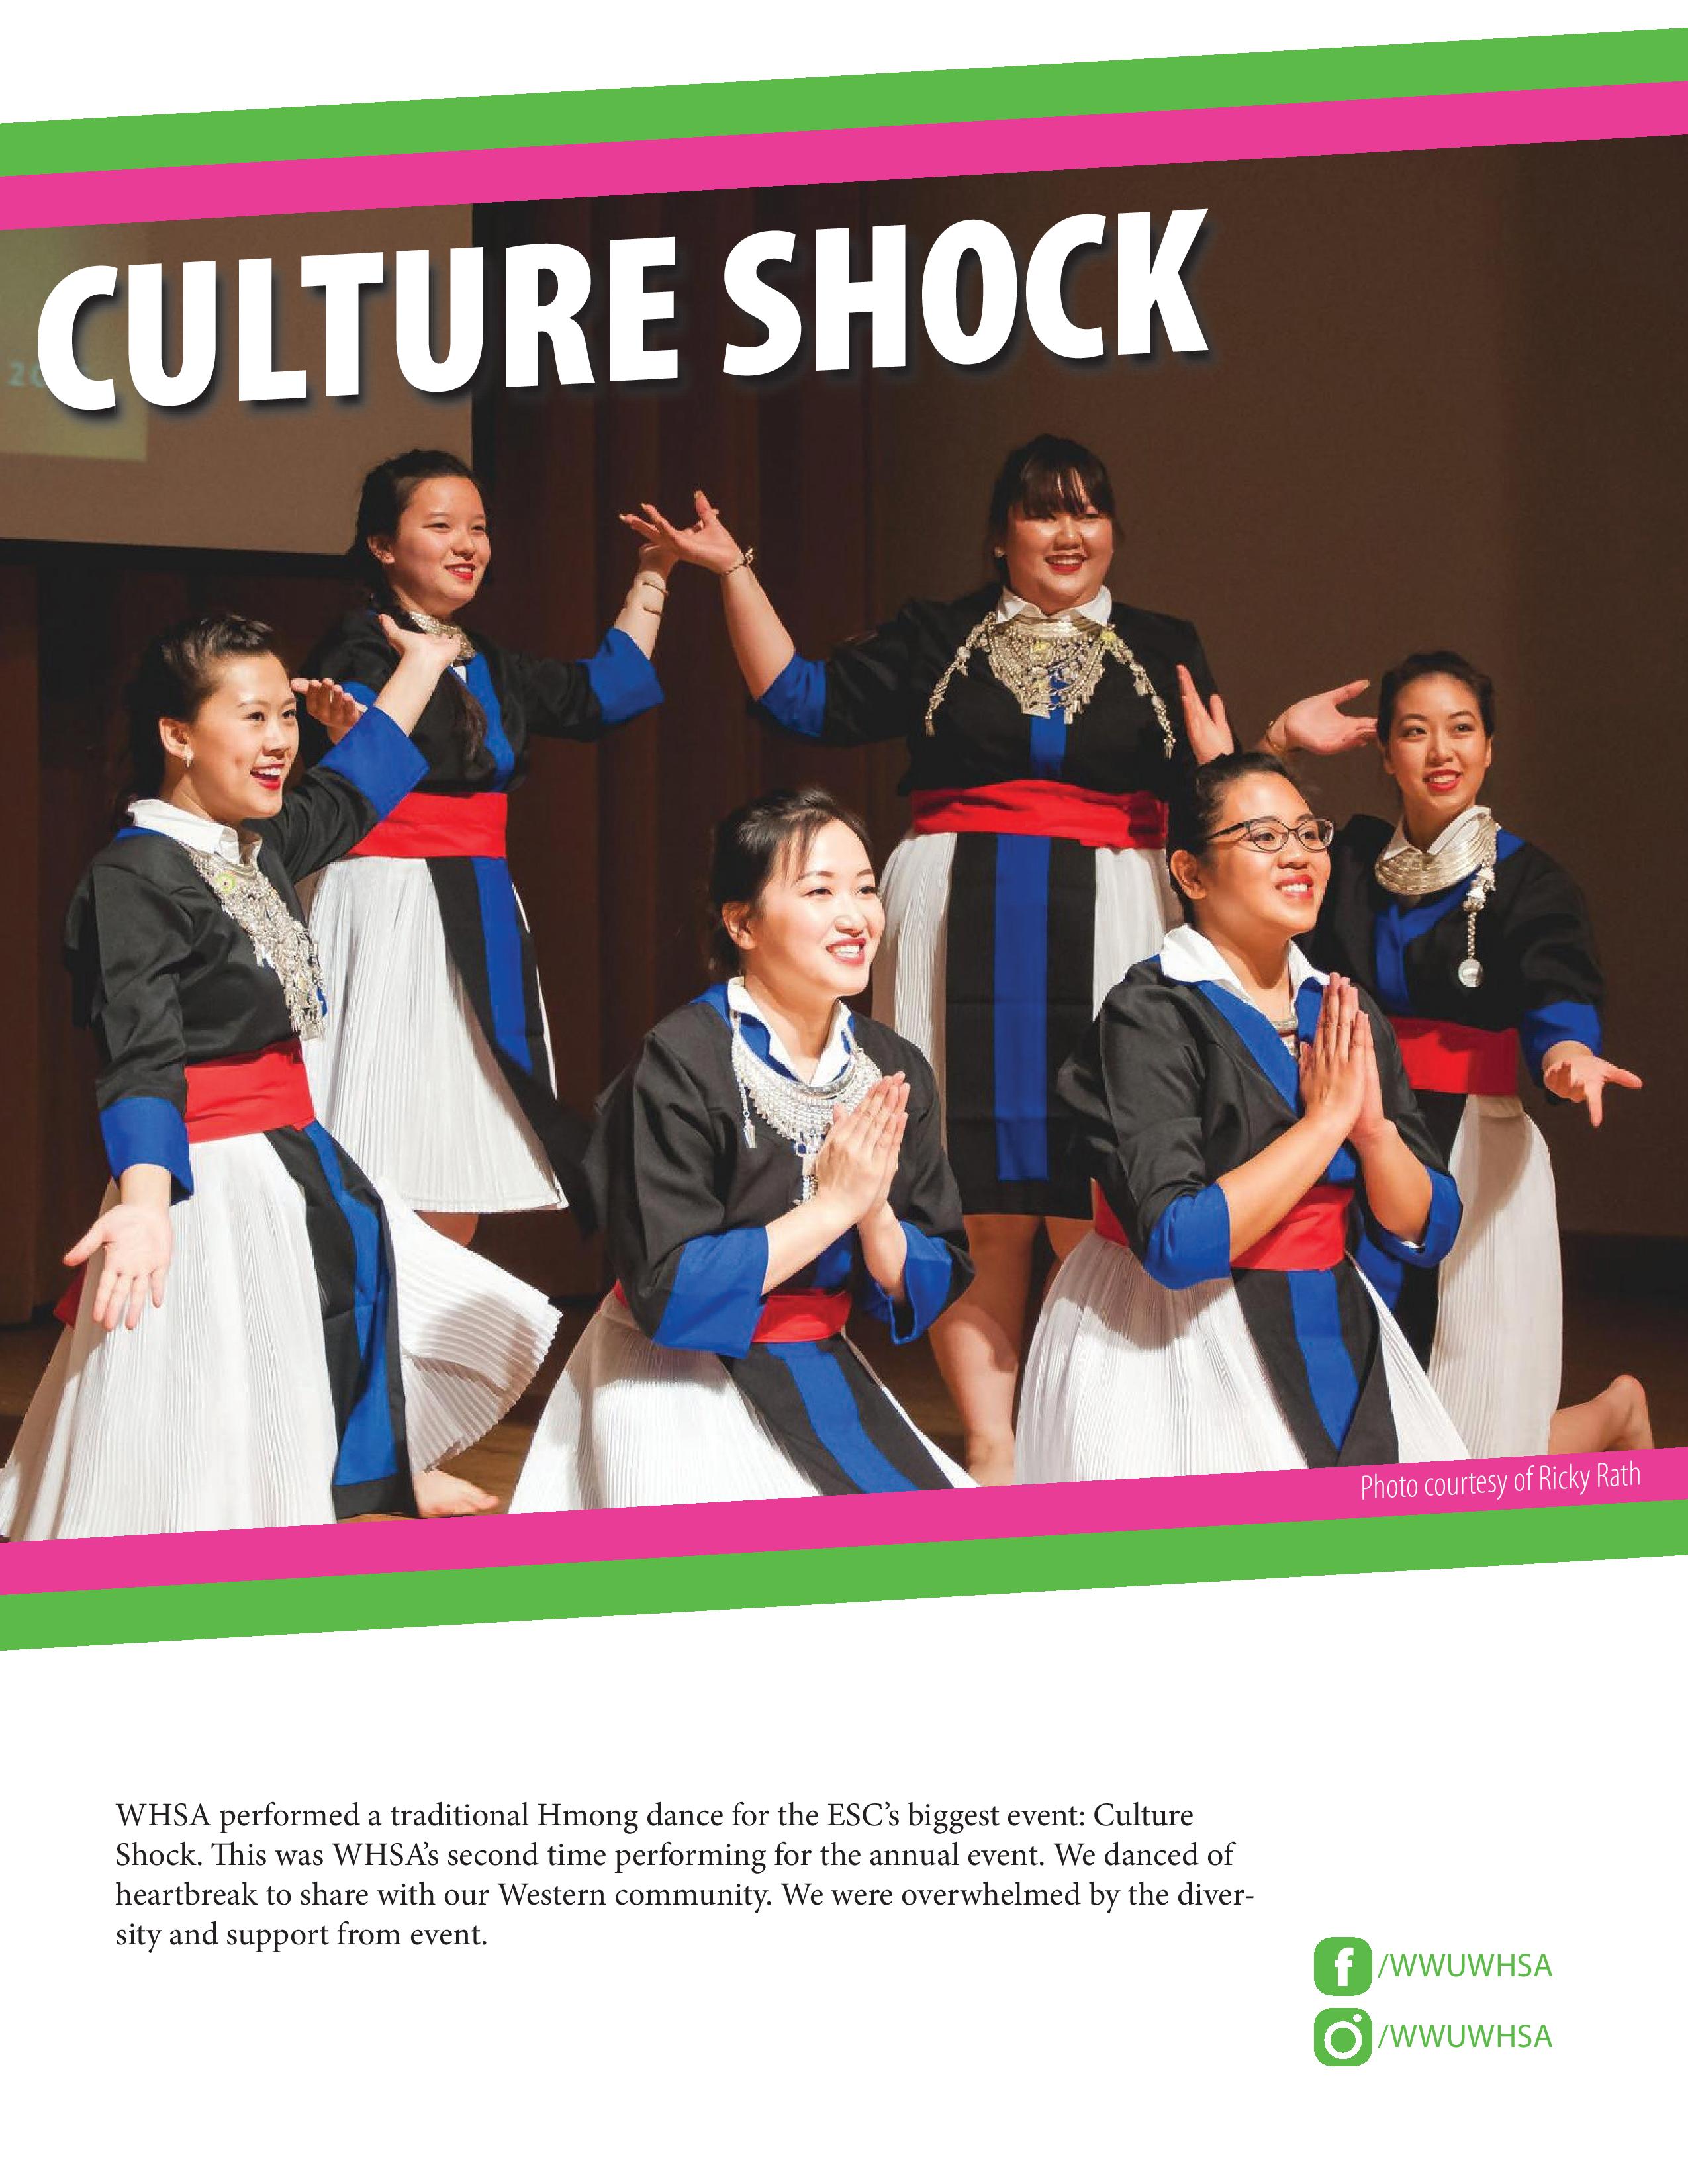 CULTURE SHOCK
Photo courtesy of Ricky Rath
WHSA performed a traditional Hmong dance for the ESC’s biggest event: Culture
Shock. This was WHSA’s second time performing for the annual event. We danced of
heartbreak to share with our Western community. We were overwhelmed by the diver-
sity and support from event.
/WWUWHSA
/WWUWHSA